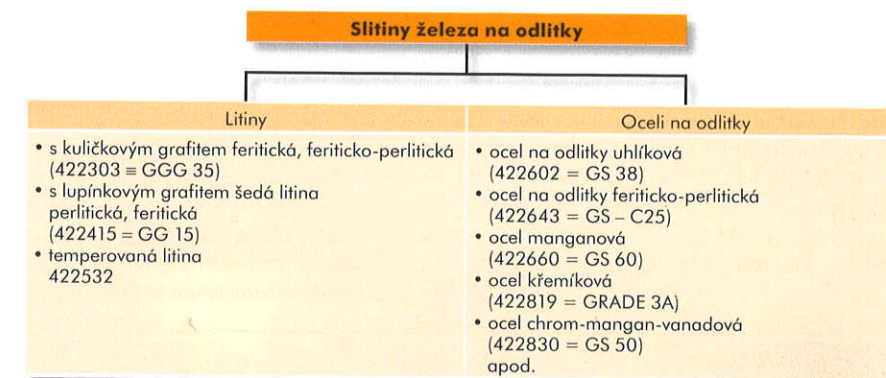 Slitiny železa na odlitky
Litiny
• s kuličkovým grafitem feritická, feriticko-perlitická
(422303 ≡ GGG 35)
• s lupínkovým grafitem šedá litina
perlitická, feritická
(422415 = GG 15)
• temperovaná litina
422532
Oceli na odlitky
• ocel na odlitky uhlíková
(422602 = GS 38)
• ocel na odlitky feriticko-perlitická
(422643 = GS – C25)
• ocel manganová
(422660 = GS 60)
• ocel křemíková
(422819 = GRADE 3A)
• ocel chrom-mangan-vanadová
(422830 = GS 50)
apod.